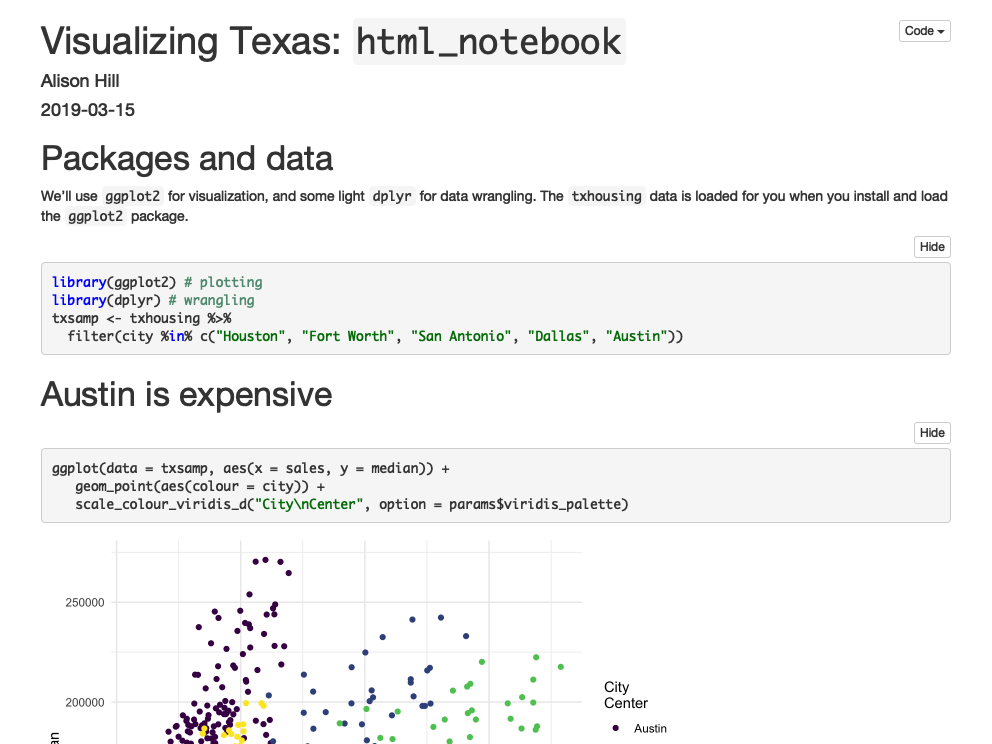 Visualizing Texas: html_notebook
Code
Alison Hill
2019-03-15
Packages and data
We'll use ggplot2 for visualization, and some light dplyr for data wrangling. The txhousing data is loaded for you when you install and load
the ggplot2 package.
Hide
library(ggplot2) # plotting
library(dplyr) # wrangling
txsamp <- txhousing %>%
  filter(city %in% c("Houston", "Fort Worth", "San Antonio", "Dallas", "Austin"))
Austin is expensive
Hide
ggplot(data = txsamp, aes(x = sales, y = median)) +
   geom_point(aes(colour = city)) +
   scale_colour_viridis_d("City\nCenter", option = params$viridis_palette)
250000
200000
City
Center
Austin